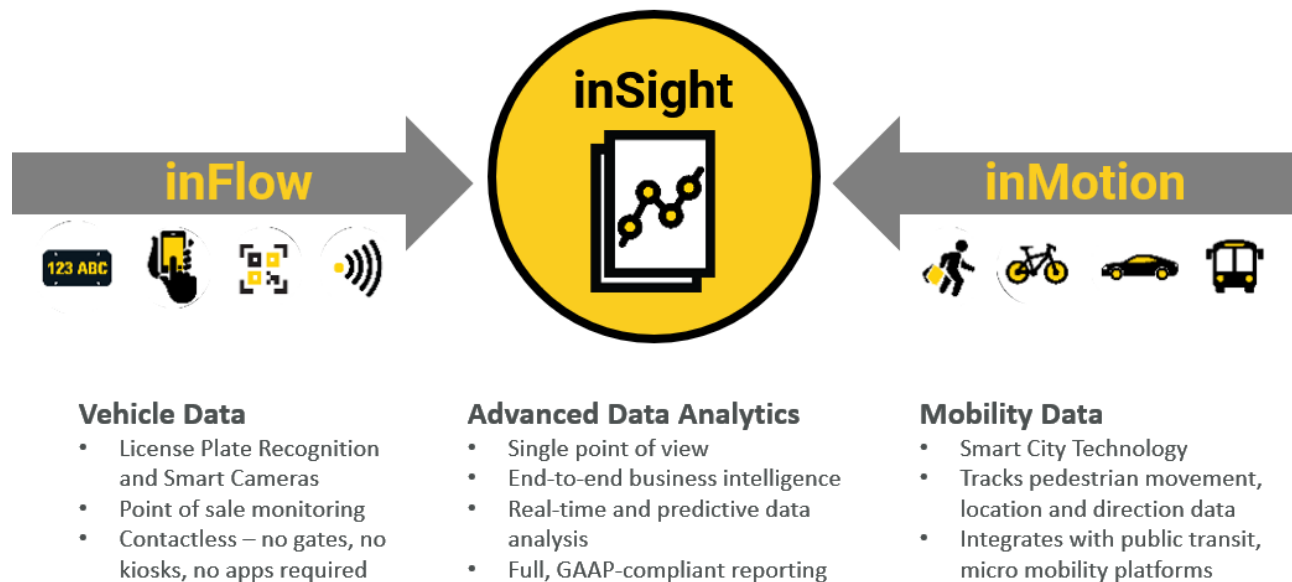 inSight
inFlow
inMotion
123 ABC
Vehicle Data
• License Plate Recognition
and Smart Cameras
• Point of sale monitoring
• Contactless – no gates, no
kiosks, no apps required
Advanced Data Analytics
• Single point of view
• End-to-end business intelligence
• Real-time and predictive data
analysis
• Full, GAAP-compliant reporting
Mobility Data
• Smart City Technology
• Tracks pedestrian movement,
location and direction data
• Integrates with public transit,
micro mobility platforms